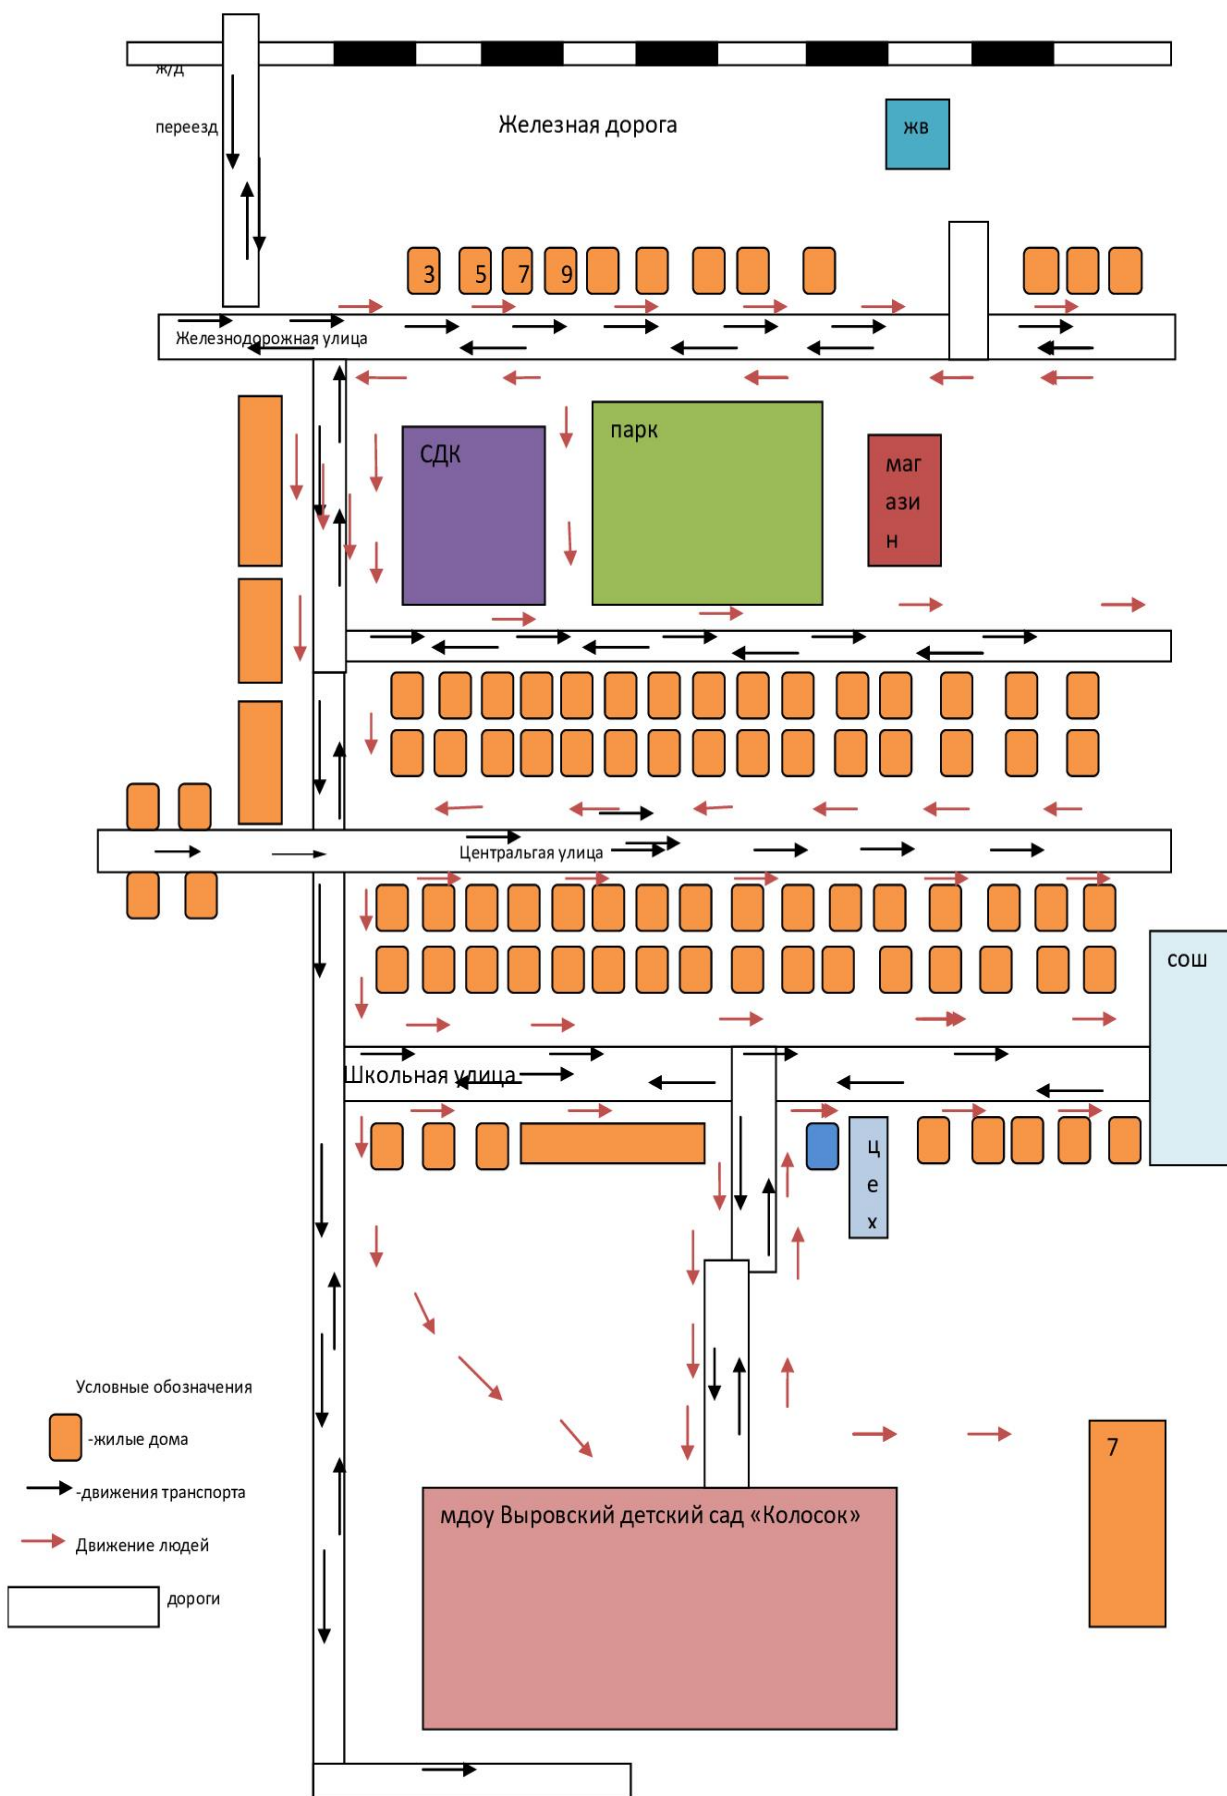 ж/д
переезд
Железная дорога
жв
3
5
7
9
Железнодорожная улица
СДК
парк
маг
ази
н
Центральгая улица
сош
Школьная улица
ц
е
х
Условные обозначения
-жилые дома
-движения транспорта
Движение людей
дороги
7
мдоу Выровский детский сад «Колосок»